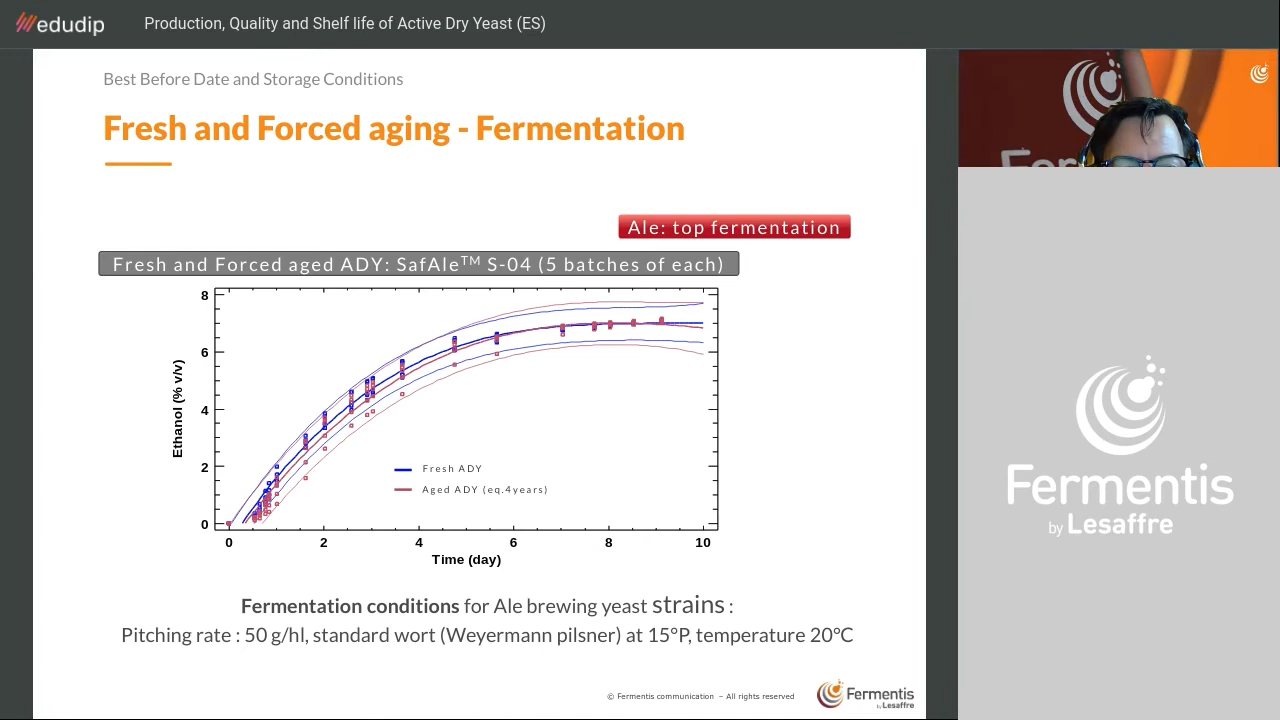 edudip
Production, Quality and Shelf life of Active Dry Yeast (ES)
Best Before Date and Storage Conditions
Fresh and Forced aging - Fermentation
Ale: top fermentation
Fresh and Forced aged ADY: SafAle™ S-04 (5 batches of each)
8
6
4
2
0
Ethanol (% v/v)
Fresh ADY
Aged ADY (eq.4years)
0 2 4 6 8 10
Time (day)
Fermentation conditions for Ale brewing yeast strains :
Pitching rate : 50 g/hl, standard wort (Weyermann pilsner) at 15°P, temperature 20°C
© Fermentis communication – All rights reserved
Fermentis
by Lesaffre
Fermentis
by Lesaffre